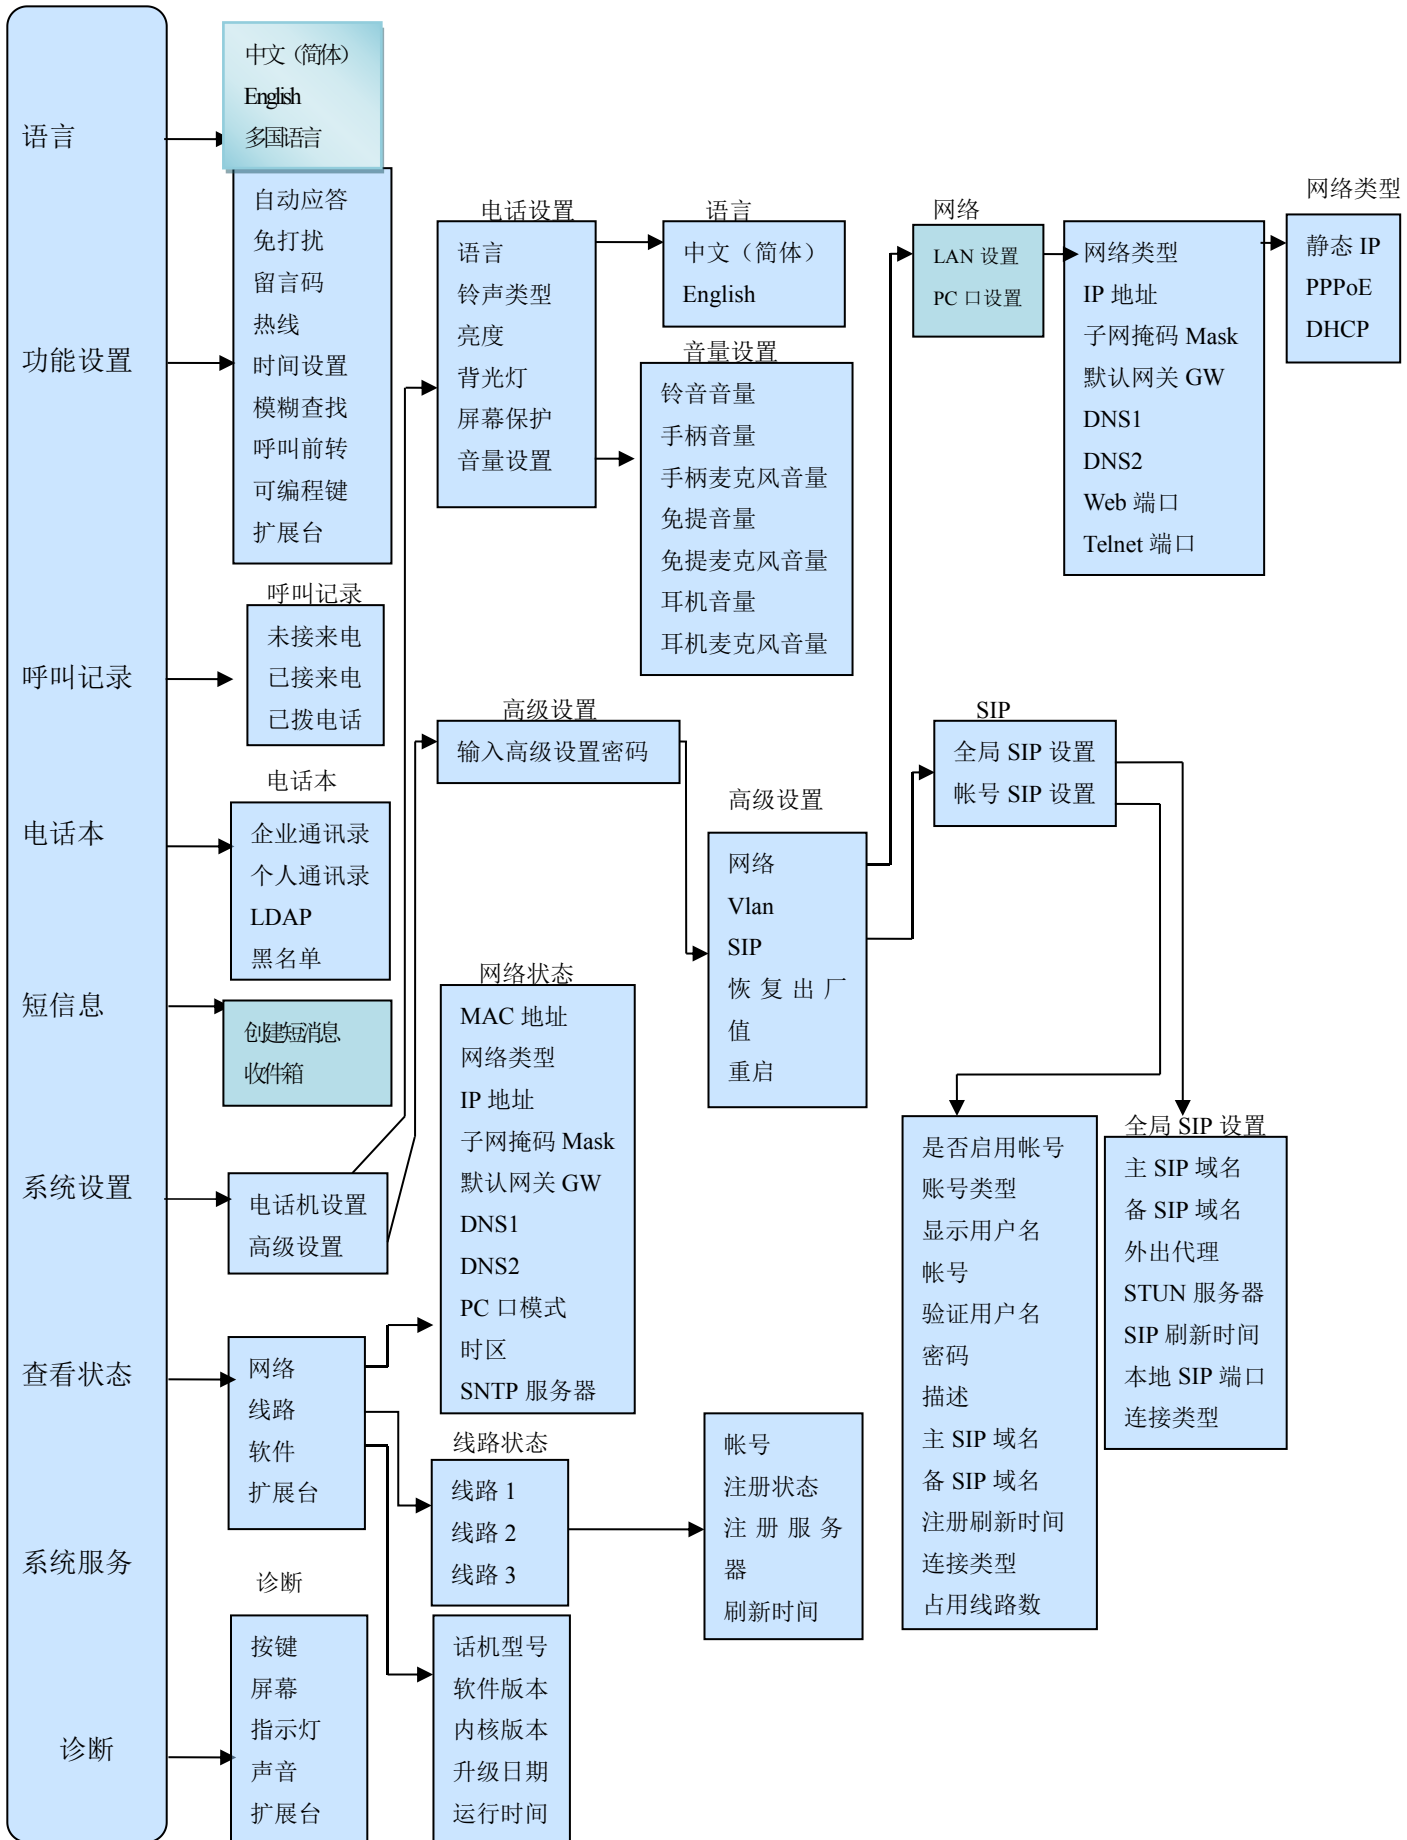 语言
功能设置
呼叫记录
电话本
短信息
系统设置
查看状态
系统服务
诊断
中文（简体）
English
多国语言
自动应答
免打扰
留言码
热线
时间设置
模糊查找
呼叫前转
可编程键
扩展台
呼叫记录
未接来电
已接来电
已拨电话
电话本
企业通讯录
个人通讯录
LDAP
黑名单
创建短消息
收件箱
电话机设置
高级设置
网络
线路
软件
扩展台
诊断
按键
屏幕
指示灯
声音
扩展台
电话设置
语言
铃声类型
亮度
背光灯
屏幕保护
音量设置
高级设置
输入高级设置密码
网络状态
MAC 地址
网络类型
IP 地址
子网掩码 Mask
默认网关 GW
DNS1
DNS2
PC 口模式
时区
SNTP 服务器
线路状态
线路 1
线路 2
线路 3
话机型号
软件版本
内核版本
升级日期
运行时间
语言
中文（简体）
English
音量设置
铃音音量
手柄音量
手柄麦克风音量
免提音量
免提麦克风音量
耳机音量
耳机麦克风音量
高级设置
网络
Vlan
SIP
恢复出厂
值
重启
帐号
注册状态
注册服务
器
刷新时间
网络
LAN 设置
PC 口设置
SIP
全局 SIP 设置
帐号 SIP 设置
是否启用帐号
账号类型
显示用户名
帐号
验证用户名
密码
描述
主 SIP 域名
备 SIP 域名
注册刷新时间
连接类型
占用线路数
网络类型
IP 地址
子网掩码 Mask
默认网关 GW
DNS1
DNS2
Web 端口
Telnet 端口
全局 SIP 设置
主 SIP 域名
备 SIP 域名
外出代理
STUN 服务器
SIP 刷新时间
本地 SIP 端口
连接类型
网络类型
静态 IP
PPPoE
DHCP